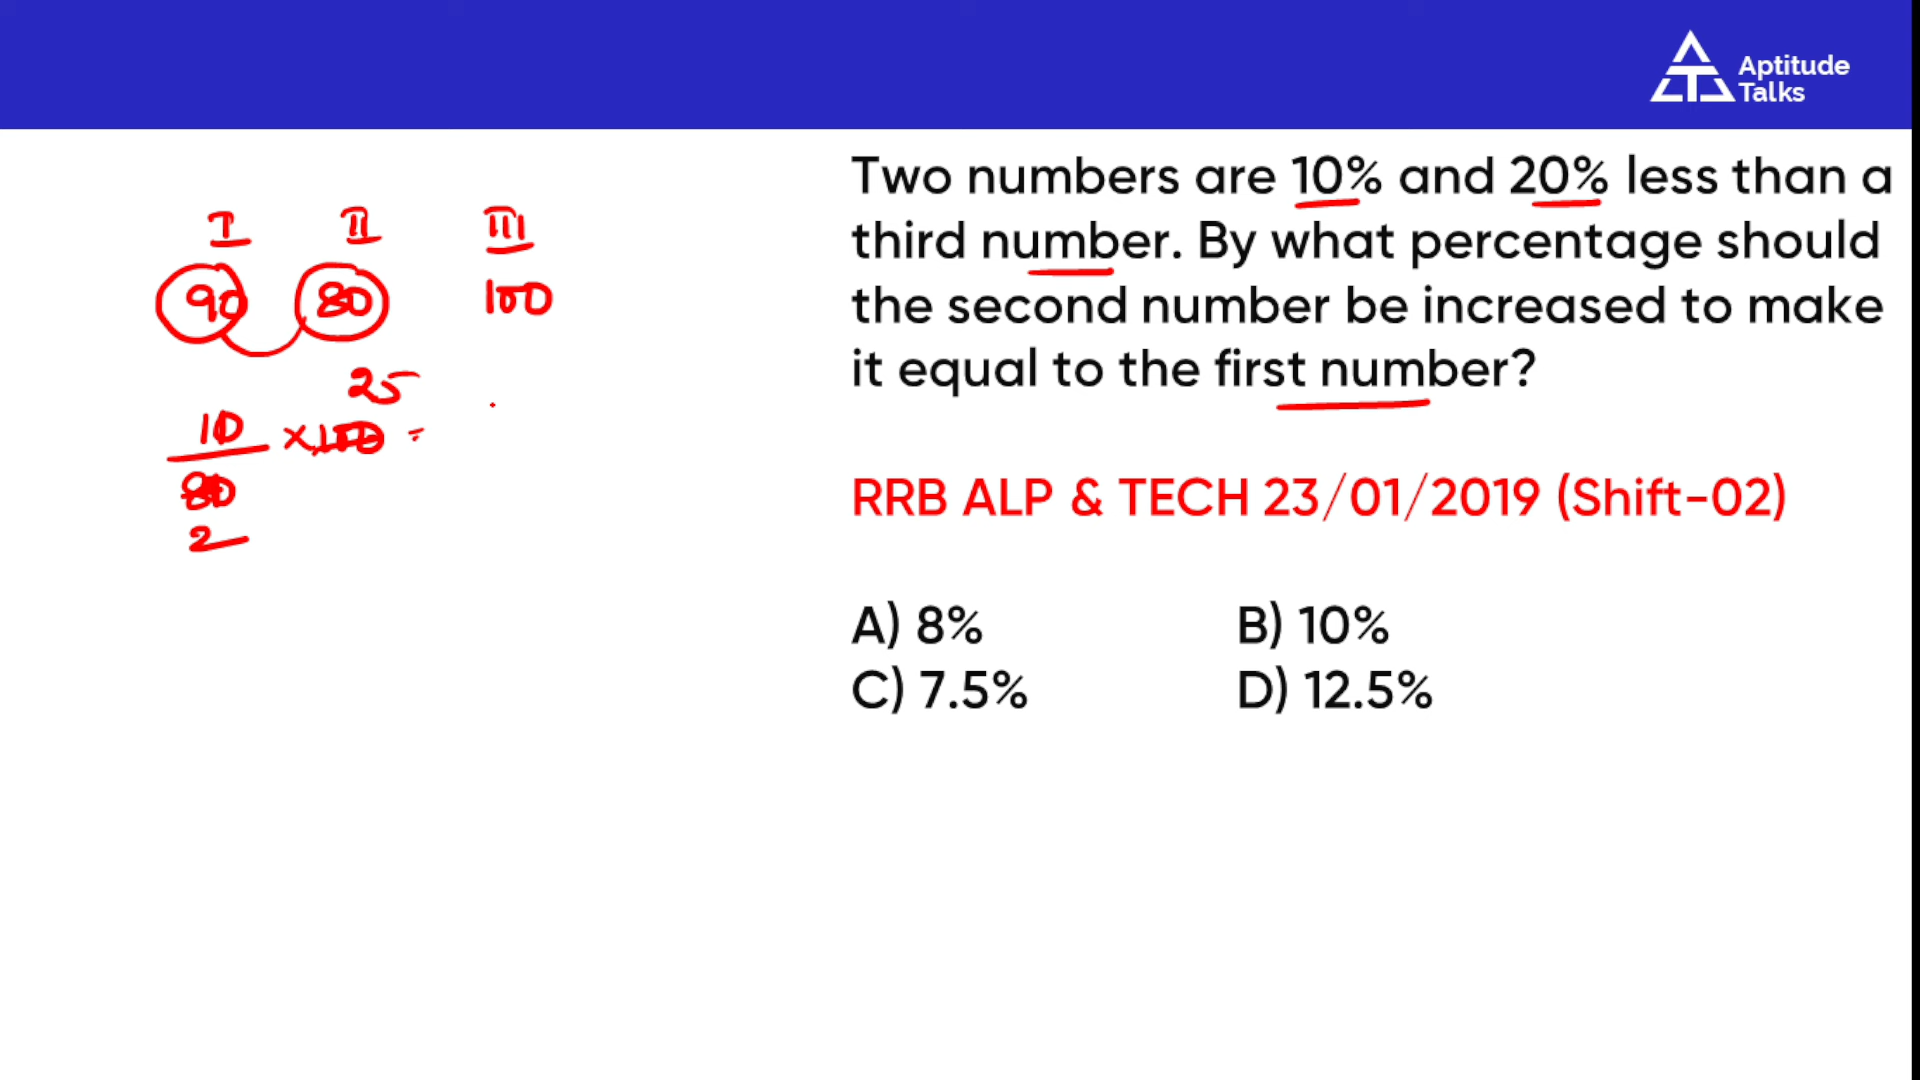 Aptitude
Talks
I II III
90 80 100
25
10
×100 =
80
2
Two numbers are 10% and 20% less than a
third number. By what percentage should
the second number be increased to make
it equal to the first number?
RRB ALP & TECH 23/01/2019 (Shift-02)
A) 8% B) 10%
C) 7.5% D) 12.5%